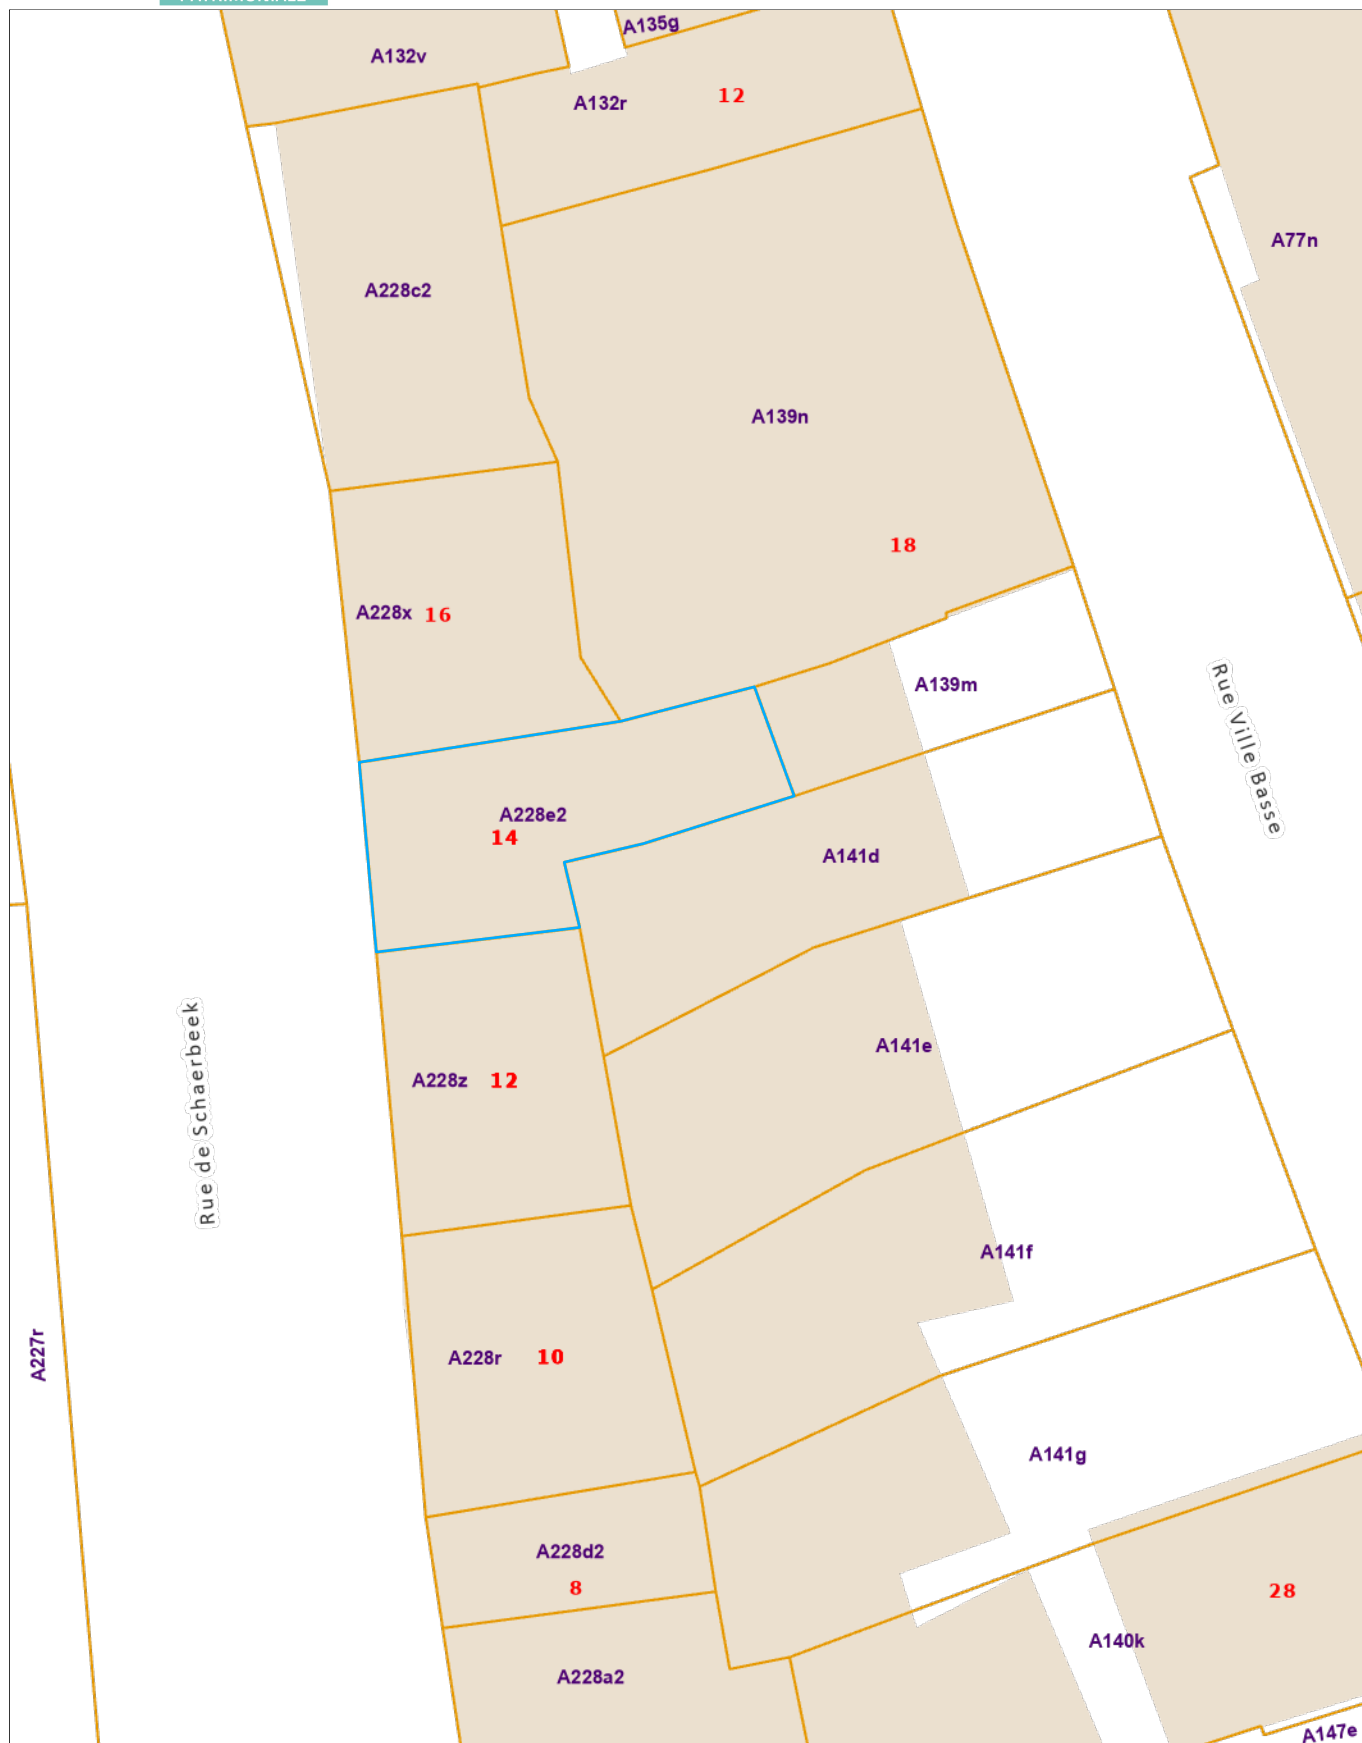 A135g
A132v
12
A132r
A77n
A228c2
A139n
18
A228x 16
A139m
Rue Ville Basse
A228e2
14
A141d
Rue de Schaerbeek
A141e
A228z 12
A141f
A227r
A228r 10
A141g
A228d2
8
28
A140k
A228a2
A147e